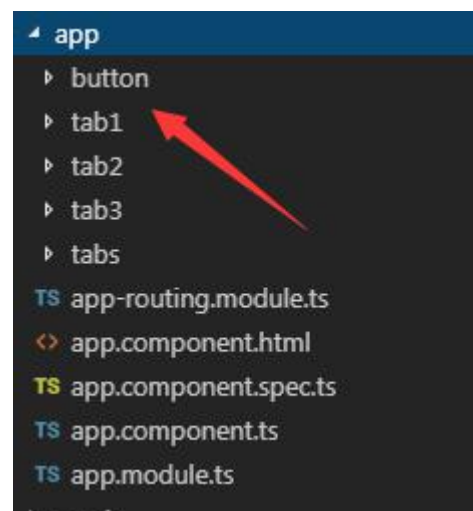 app
button
tab1
tab2
tab3
tabs
TS app-routing.module.ts
<> app.component.html
TS app.component.spec.ts
TS app.component.ts
TS app.module.ts